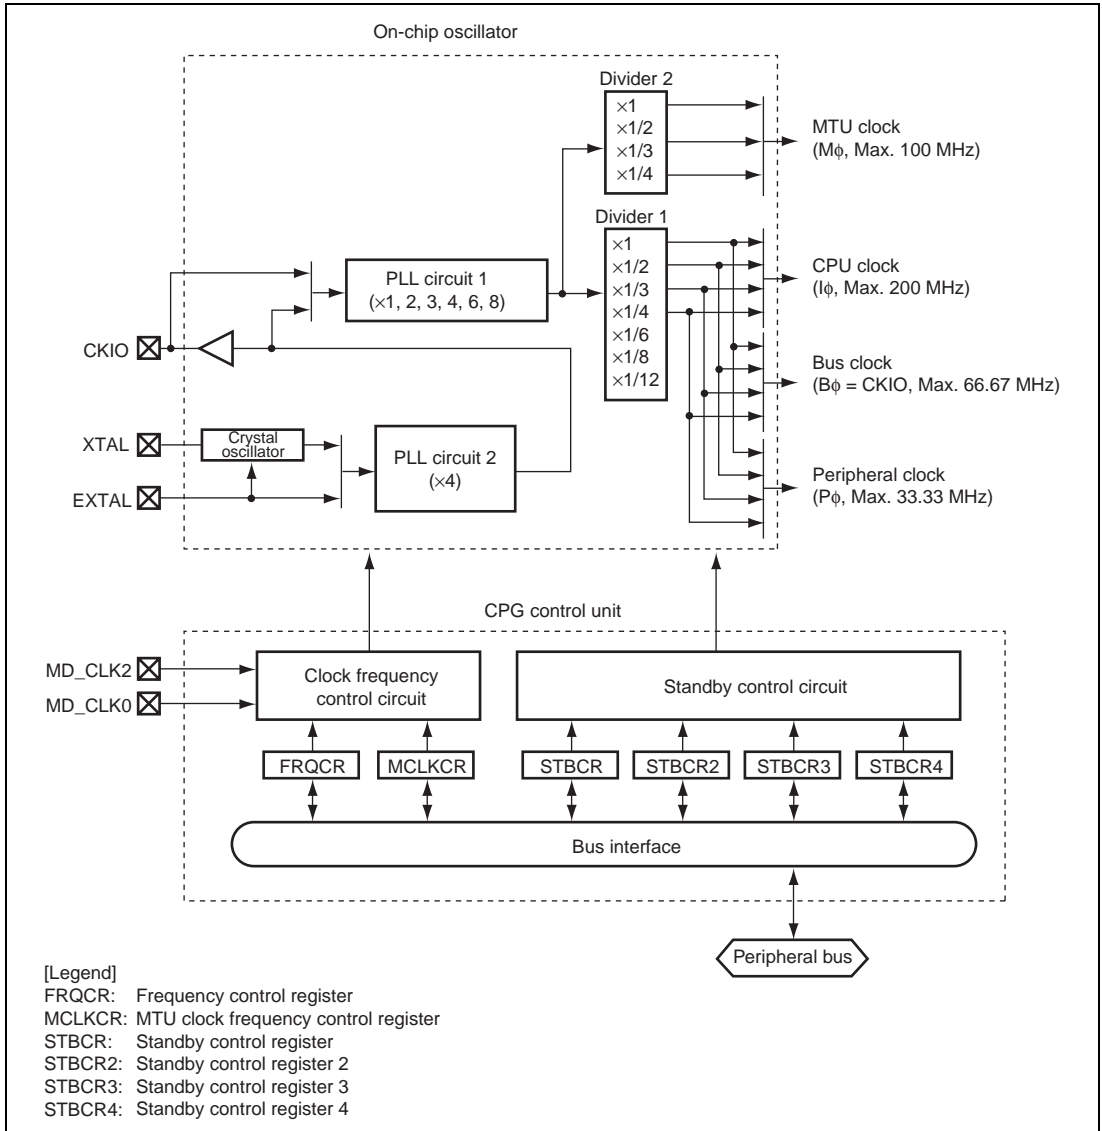 On-chip oscillator
Divider 2
×1
×1/2
×1/3
×1/4
MTU clock
(Mϕ, Max. 100 MHz)
Divider 1
×1
×1/2
×1/3
×1/4
×1/6
×1/8
×1/12
CPU clock
(Iϕ, Max. 200 MHz)
PLL circuit 1
(×1, 2, 3, 4, 6, 8)
CKIO
Bus clock
(Bϕ = CKIO, Max. 66.67 MHz)
XTAL
Crystal
oscillator
PLL circuit 2
(×4)
EXTAL
Peripheral clock
(Pϕ, Max. 33.33 MHz)
CPG control unit
MD_CLK2
MD_CLK0
Clock frequency
control circuit
Standby control circuit
FRQCR
MCLKCR
STBCR
STBCR2
STBCR3
STBCR4
Bus interface
Peripheral bus
[Legend]
FRQCR: Frequency control register
MCLKCR: MTU clock frequency control register
STBCR: Standby control register
STBCR2: Standby control register 2
STBCR3: Standby control register 3
STBCR4: Standby control register 4